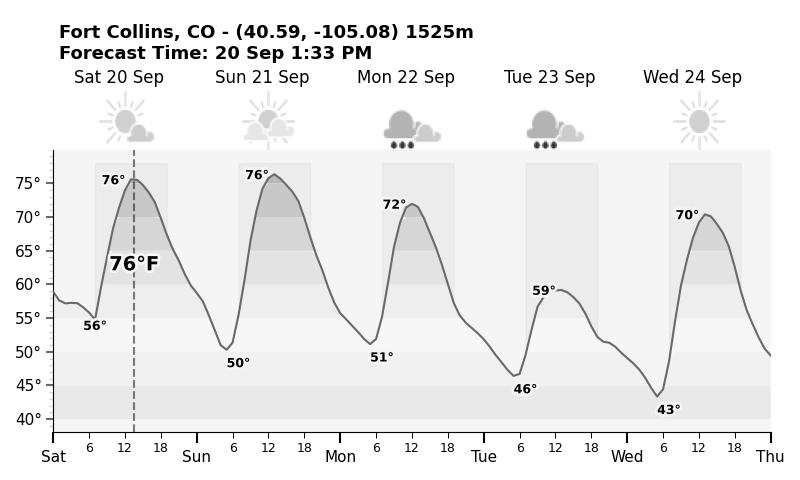 Fort Collins, CO - (40.59, -105.08) 1525m
Forecast Time: 20 Sep 1:33 PM
Sat 20 Sep Sun 21 Sep Mon 22 Sep Tue 23 Sep Wed 24 Sep
75°
70°
65°
60°
55°
50°
45°
40°
76° 76° 72° 59° 70°
76°F
56° 50° 51° 46° 43°
6 12 18 6 12 18 6 12 18 6 12 18 6 12 18
Sat Sun Mon Tue Wed Thu